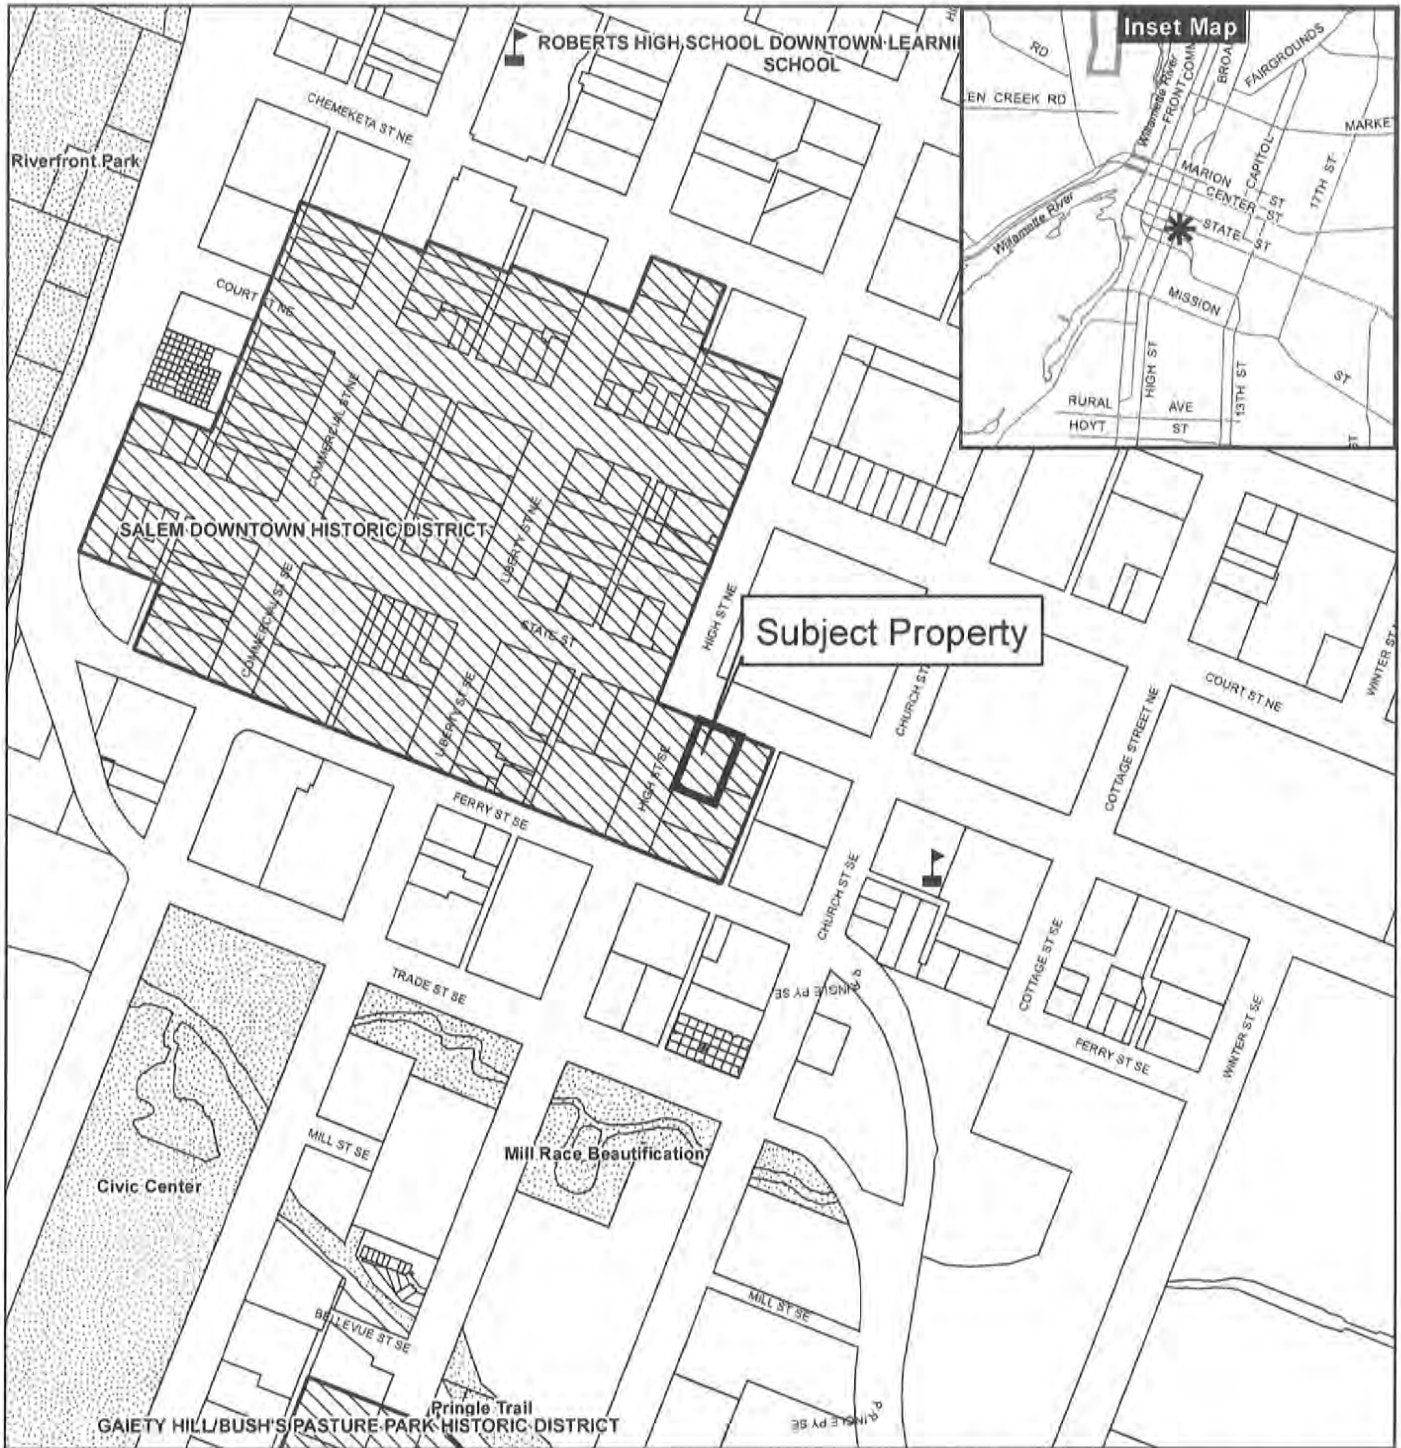 ROBERTS HIGH SCHOOL DOWNTOWN LEARNI
SCHOOL
Inset Map
RD
EN CREEK RD
Willamette River
FRONT
COMM
BROA
FAIRGROUNDS
MARKET
CAPITOL
17TH ST
MARION ST
CENTER ST
STATE ST
Willamette River
MISSION
ST
HIGH ST
13TH ST
RURAL AVE
HOYT ST
ST
CHEMEKETA ST NE
Riverfront Park
COURT ST NE
COMMERCIAL ST NE
LIBERTY ST NE
SALEM DOWNTOWN HISTORIC DISTRICT
HIGH ST NE
Subject Property
STATE ST
COMMERCIAL ST SE
LIBERTY ST SE
HIGH ST SE
CHURCH ST
COURT ST NE
WINTER ST
COTTAGE STREET NE
FERRY ST SE
CHURCH ST SE
COTTAGE ST SE
TRADE ST SE
PRINGLE PY SE
FERRY ST SE
WINTER ST SE
MILL ST SE
Mill Race Beautification
Civic Center
MILL ST SE
BELLEVUE ST SE
Pringle Trail
PRINGLE PY SE
GAIETY HILL/BUSH'S PASTURE PARK HISTORIC DISTRICT